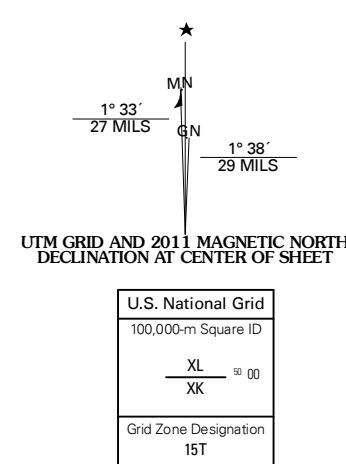 ★
MN
1° 33´
27 MILS
GN
1° 38´
29 MILS
UTM GRID AND 2011 MAGNETIC NORTH
DECLINATION AT CENTER OF SHEET
U.S. National Grid
100,000-m Square ID
XL
50 00
XK
Grid Zone Designation
15T